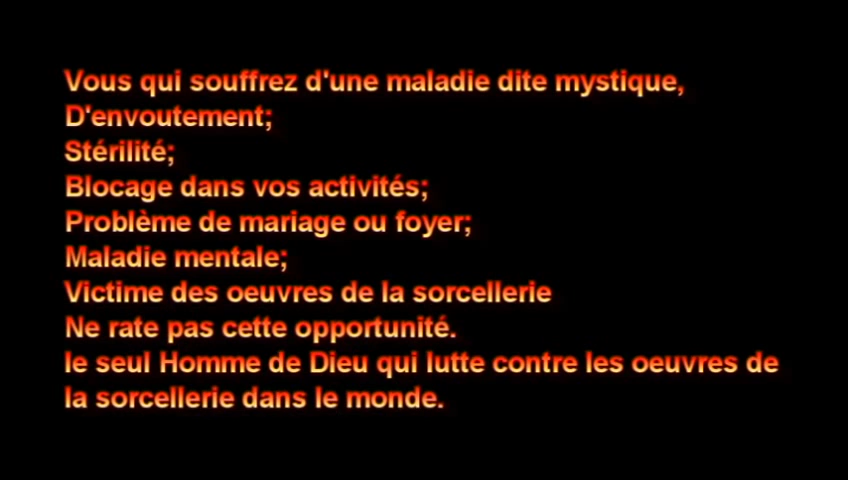 Vous qui souffrez d'une maladie dite mystique,
D'envoutement;
Stérilité;
Blocage dans vos activités;
Problème de mariage ou foyer;
Maladie mentale;
Victime des oeuvres de la sorcellerie
Ne rate pas cette opportunité.
le seul Homme de Dieu qui lutte contre les oeuvres de
la sorcellerie dans le monde.